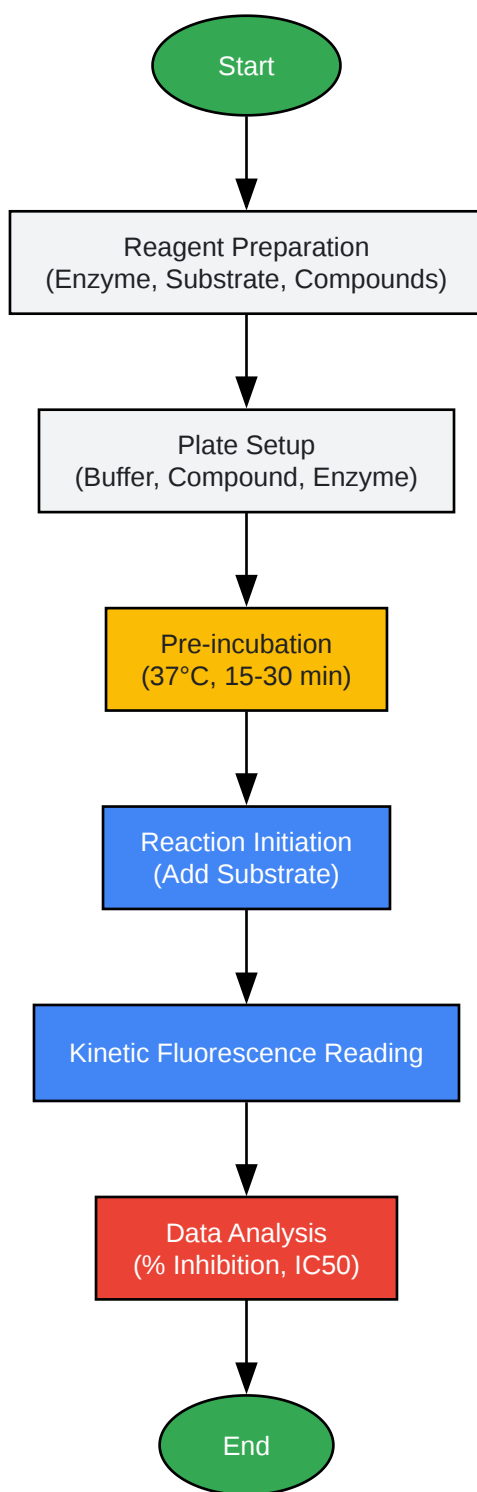 Start
Reagent Preparation
(Enzyme, Substrate, Compounds)
Plate Setup
(Buffer, Compound, Enzyme)
Pre-incubation
(37°C, 15-30 min)
Reaction Initiation
(Add Substrate)
Kinetic Fluorescence Reading
Data Analysis
(% Inhibition, IC50)
End